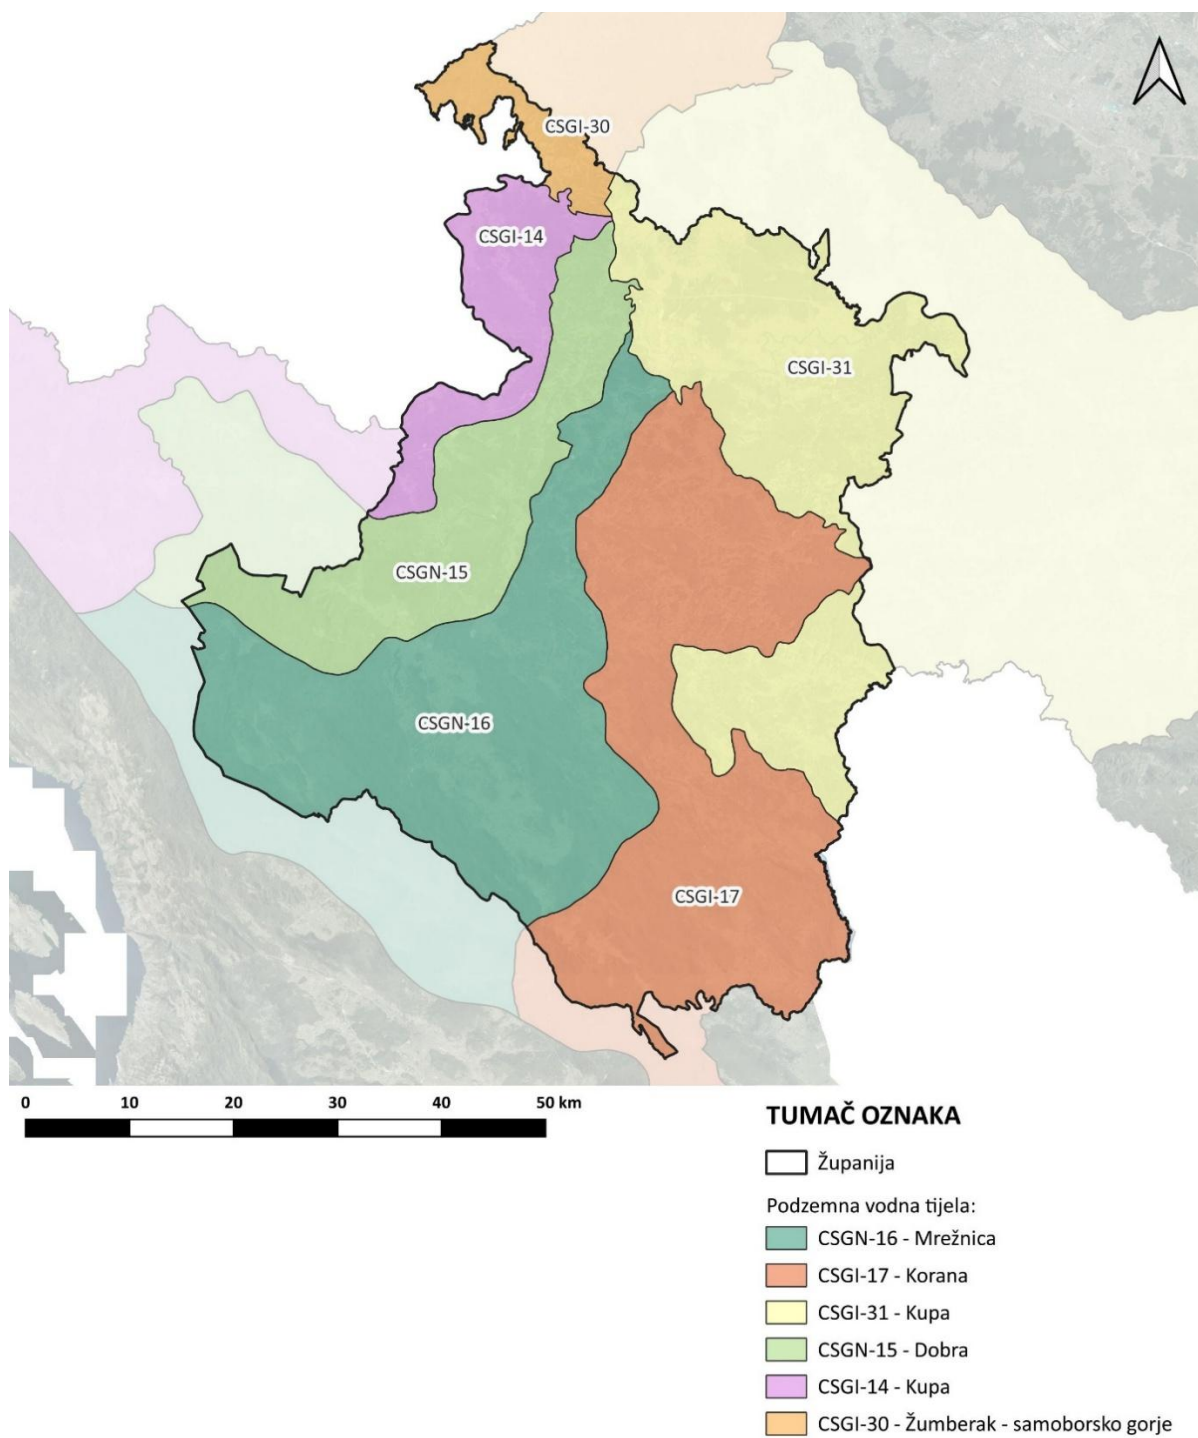 CSGI-30
CSGI-14
CSGI-31
CSGN-15
CSGN-16
CSGI-17
0 10 20 30 40 50 km
TUMAČ OZNAKA
Županija
Podzemna vodna tijela:
CSGN-16 - Mrežnica
CSGI-17 - Korana
CSGI-31 - Kupa
CSGN-15 - Dobra
CSGI-14 - Kupa
CSGI-30 - Žumberak - samoborsko gorje